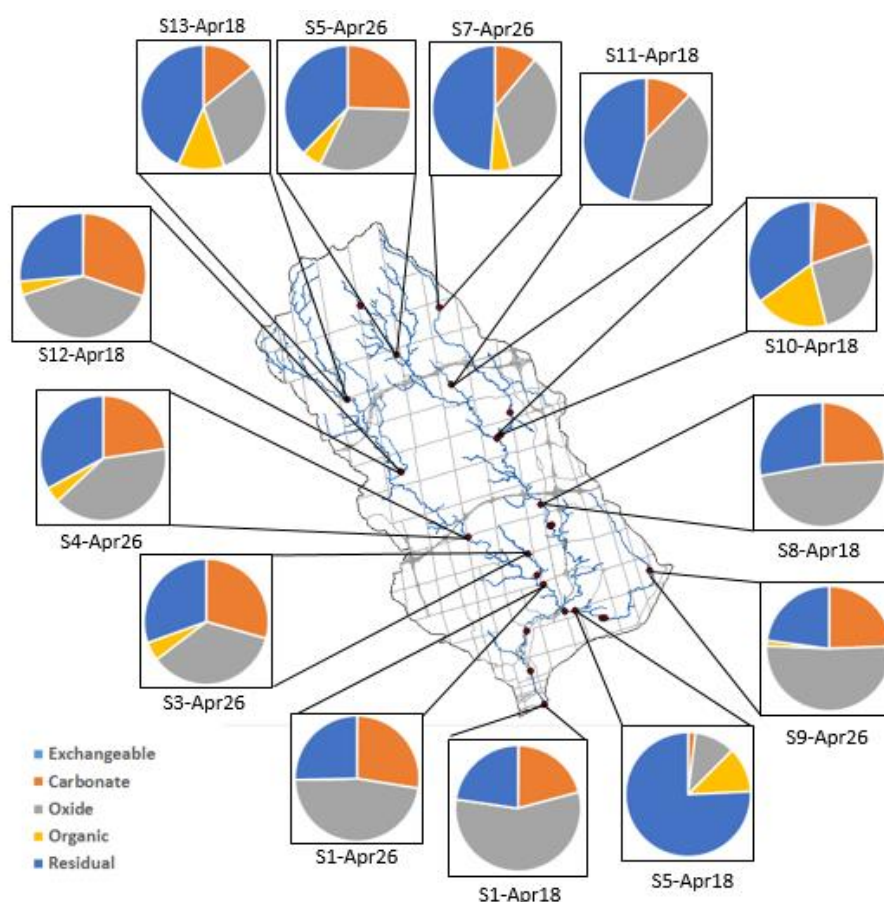 S13-Apr18
S5-Apr26
S7-Apr26
S11-Apr18
S12-Apr18
S10-Apr18
S4-Apr26
S8-Apr18
S3-Apr26
S9-Apr26
S1-Apr26
S1-Apr18
S5-Apr18
Exchangeable
Carbonate
Oxide
Organic
Residual